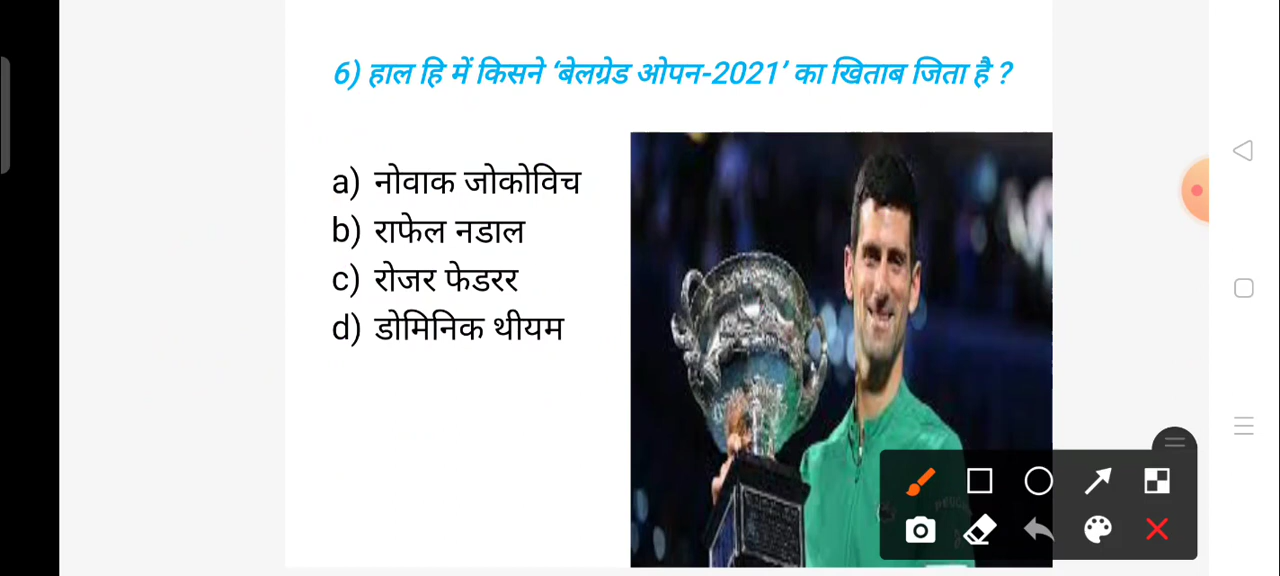 6) हाल हि में किसने ‘बेलग्रेड ओपन-2021’ का खिताब जिता है ?
a) नोवाक जोकोविच
b) राफेल नडाल
c) रोजर फेडरर
d) डोमिनिक थीयम